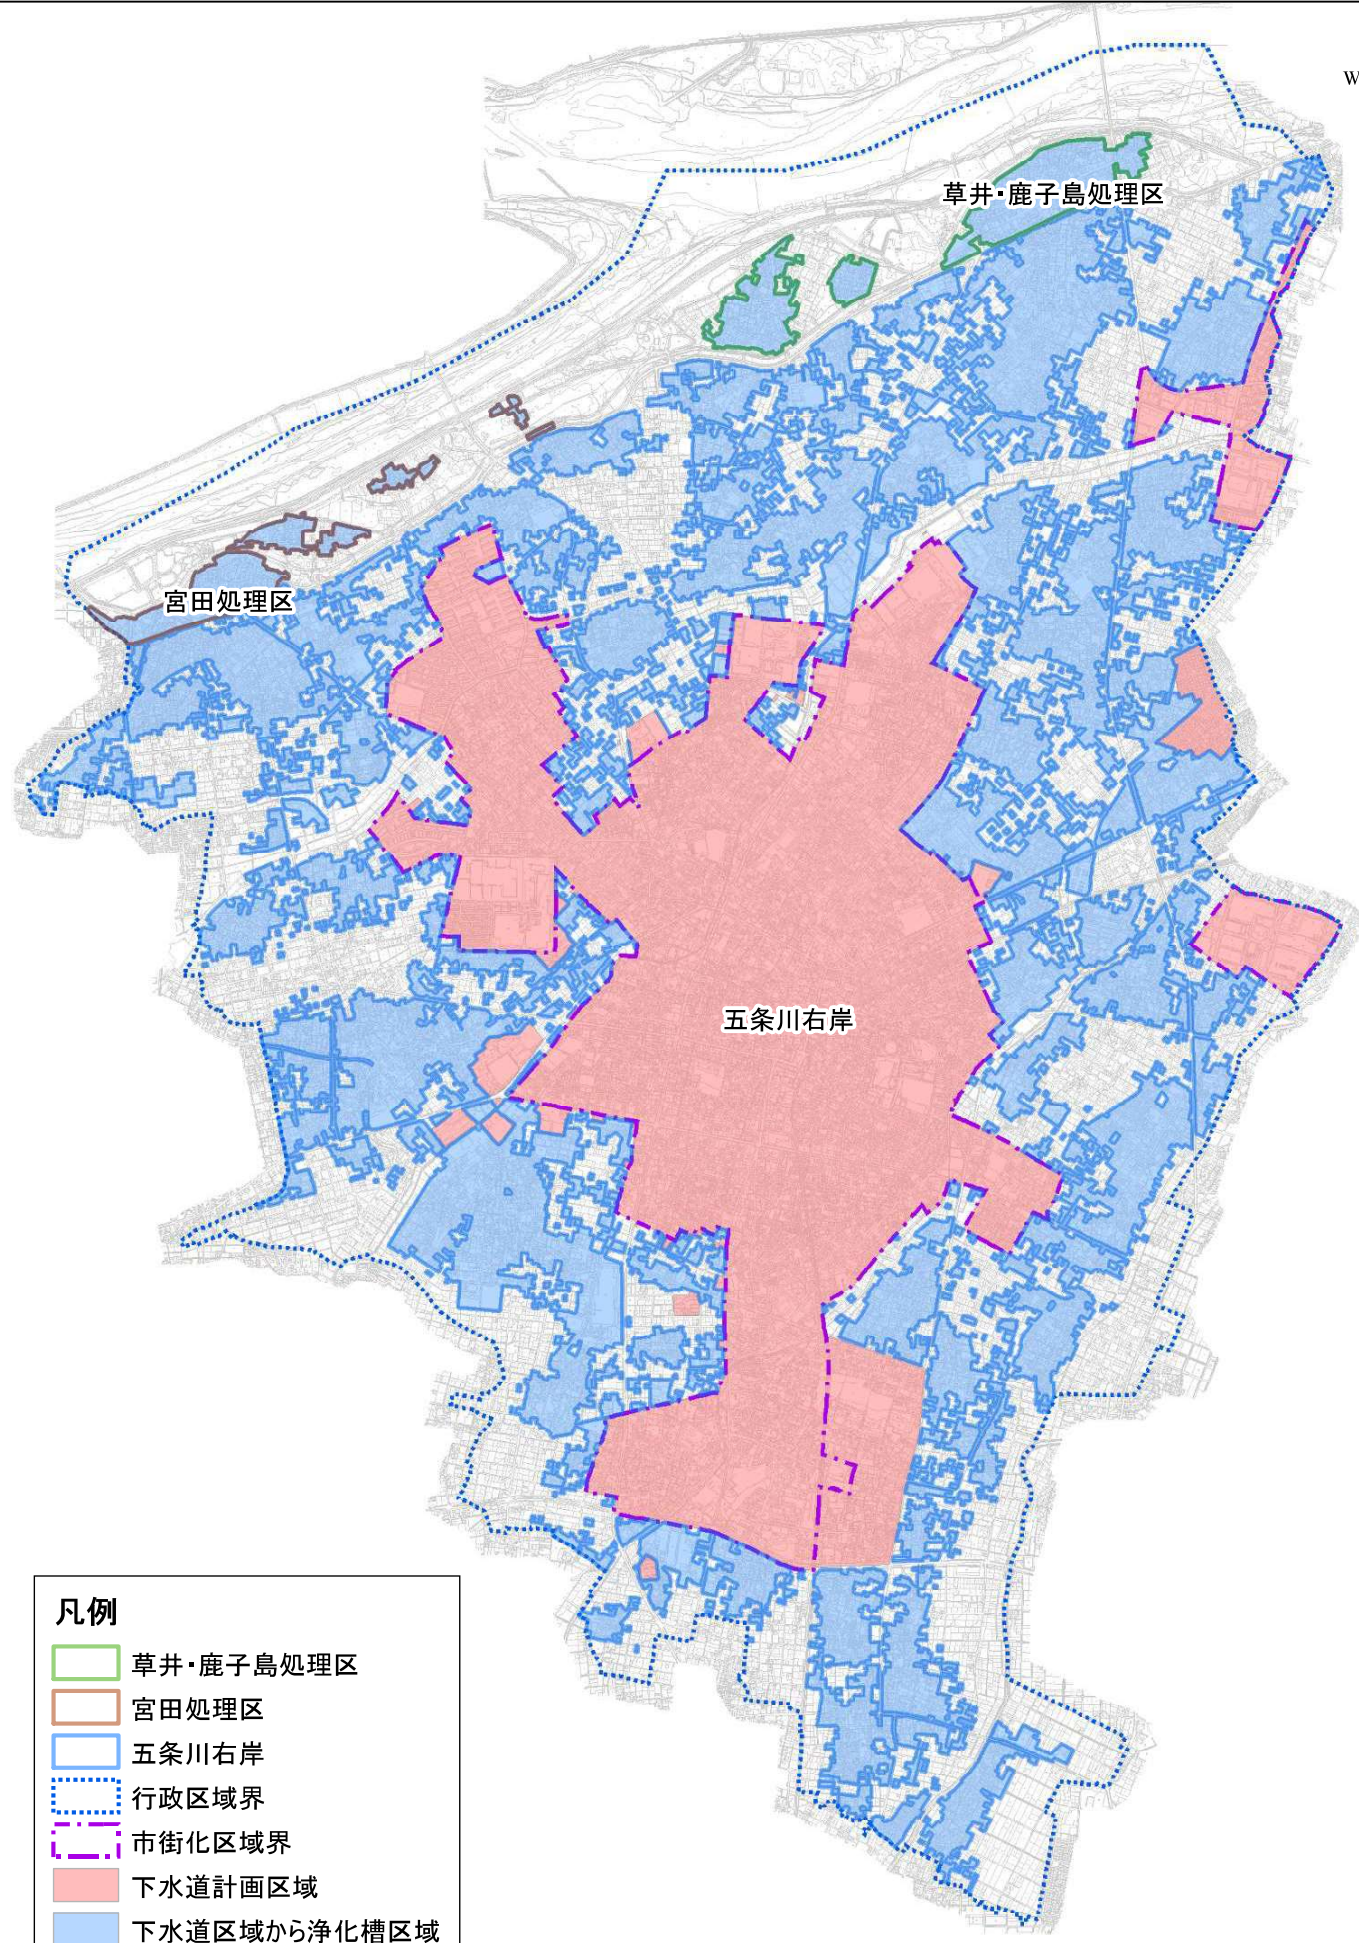 W
草井・鹿子島処理区
宮田処理区
五条川右岸
凡例
草井・鹿子島処理区
宮田処理区
五条川右岸
行政区域界
市街化区域界
下水道計画区域
下水道区域から浄化槽区域